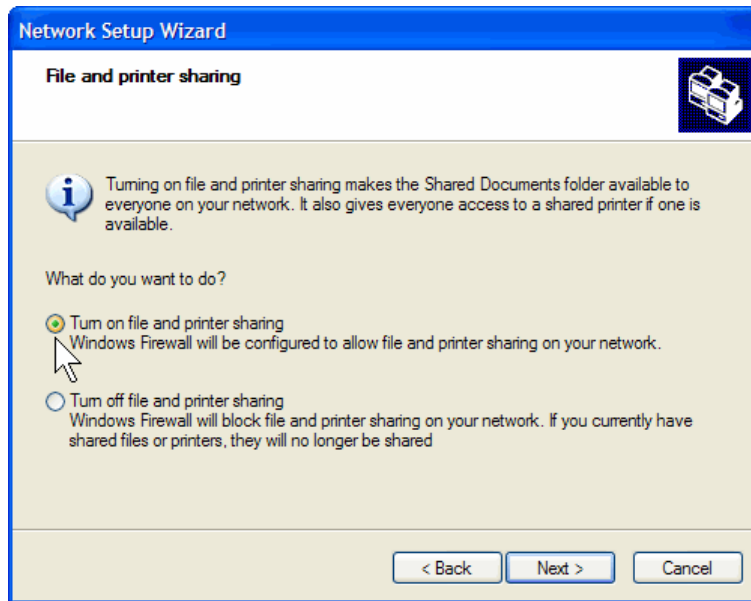 Network Setup Wizard
File and printer sharing
Turning on file and printer sharing makes the Shared Documents folder available to
everyone on your network. It also gives everyone access to a shared printer if one is
available.
What do you want to do?
Turn on file and printer sharing
Windows Firewall will be configured to allow file and printer sharing on your network.
Turn off file and printer sharing
Windows Firewall will block file and printer sharing on your network. If you currently have
shared files or printers, they will no longer be shared
< Back
Next >
Cancel